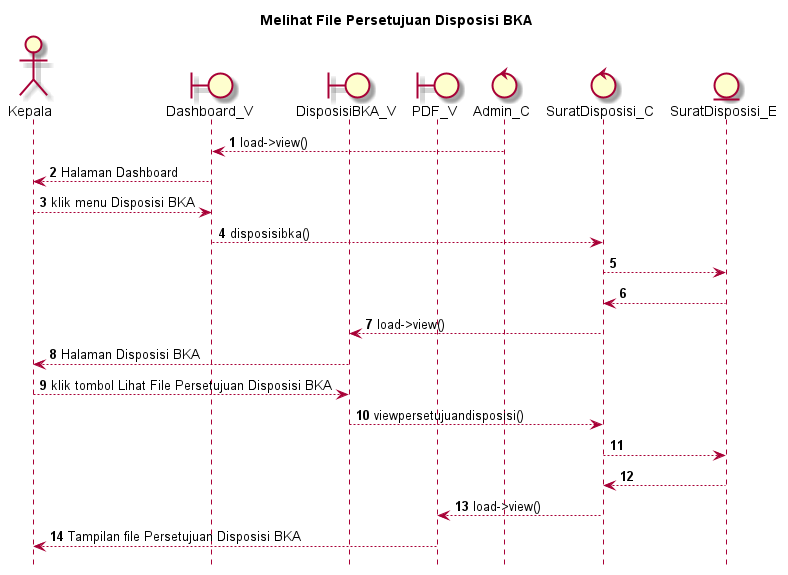 Melihat File Persetujuan Disposisi BKA
Kepala
Dashboard_V
DisposisiBKA_V
PDF_V
Admin_C
SuratDisposisi_C
SuratDisposisi_E
1 load->view()
2 Halaman Dashboard
3 klik menu Disposisi BKA
4 disposisibka()
5
6
7 load->view()
8 Halaman Disposisi BKA
9 klik tombol Lihat File Persetujuan Disposisi BKA
10 viewpersetujuandisposisi()
11
12
13 load->view()
14 Tampilan file Persetujuan Disposisi BKA